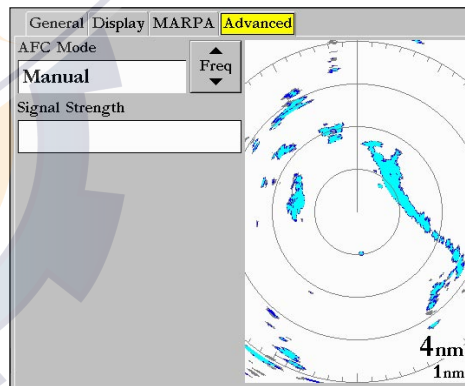 General Display MARPA Advanced
AFC Mode
Manual
Freq
Signal Strength
4nm
1nm